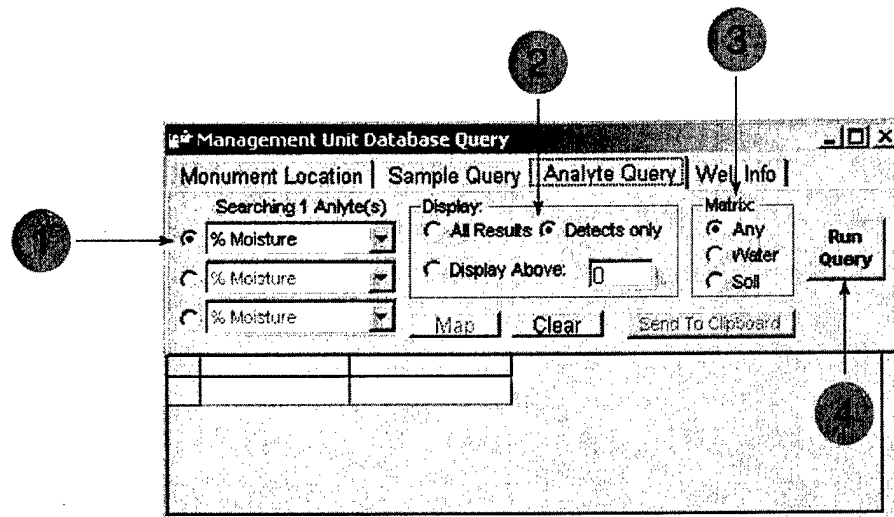 2
3
Management Unit Database Query
Monument Location Sample Query Analyte Query Well Info
Searching 1 Anlyte(s) Display: Matrix:
1
% Moisture All Results Detects only Any
Run Query
% Moisture Display Above: 0 Water
Soil
% Moisture Map Clear Send To Clipboard
4